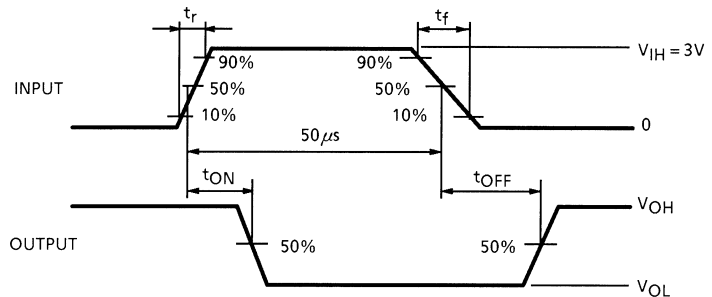 tr
tf
90%
90%
VIH = 3V
INPUT
50%
50%
10%
10%
0
50μs
tON
tOFF
VOH
OUTPUT
50%
50%
VOL